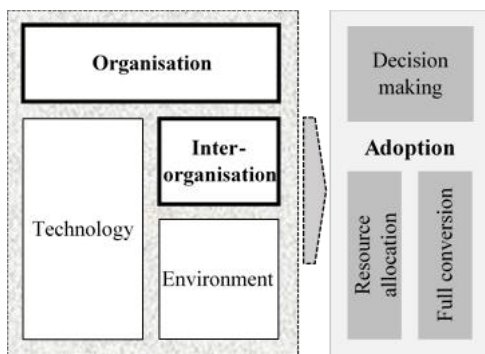 Organisation
Inter-
organisation
Technology
Environment
Decision
making
Adoption
Resource
allocation
Full conversion